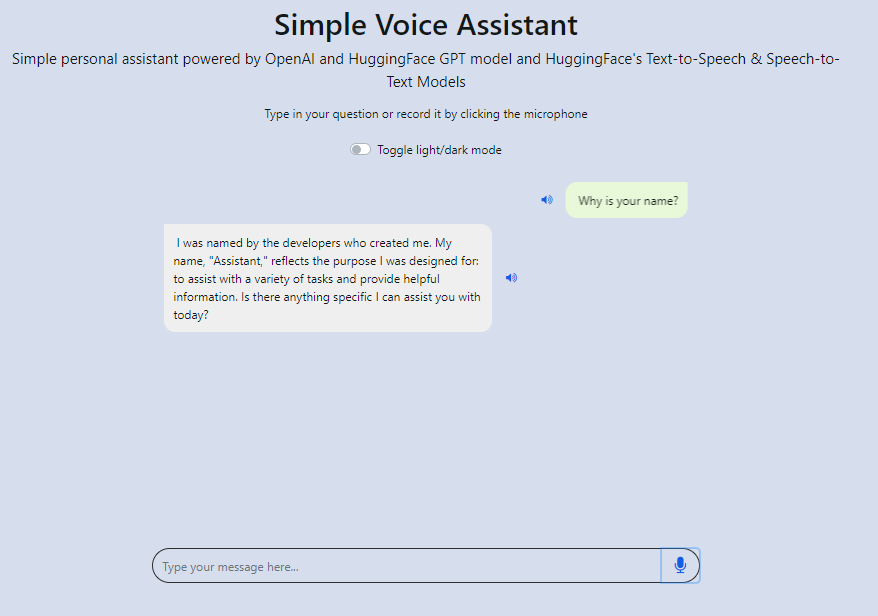 Simple Voice Assistant
Simple personal assistant powered by OpenAI and HuggingFace GPT model and HuggingFace's Text-to-Speech & Speech-to-
Text Models
Type in your question or record it by clicking the microphone
Toggle light/dark mode
Why is your name?
I was named by the developers who created me. My
name, "Assistant," reflects the purpose I was designed for:
to assist with a variety of tasks and provide helpful
information. Is there anything specific I can assist you with
today?
Type your message here...